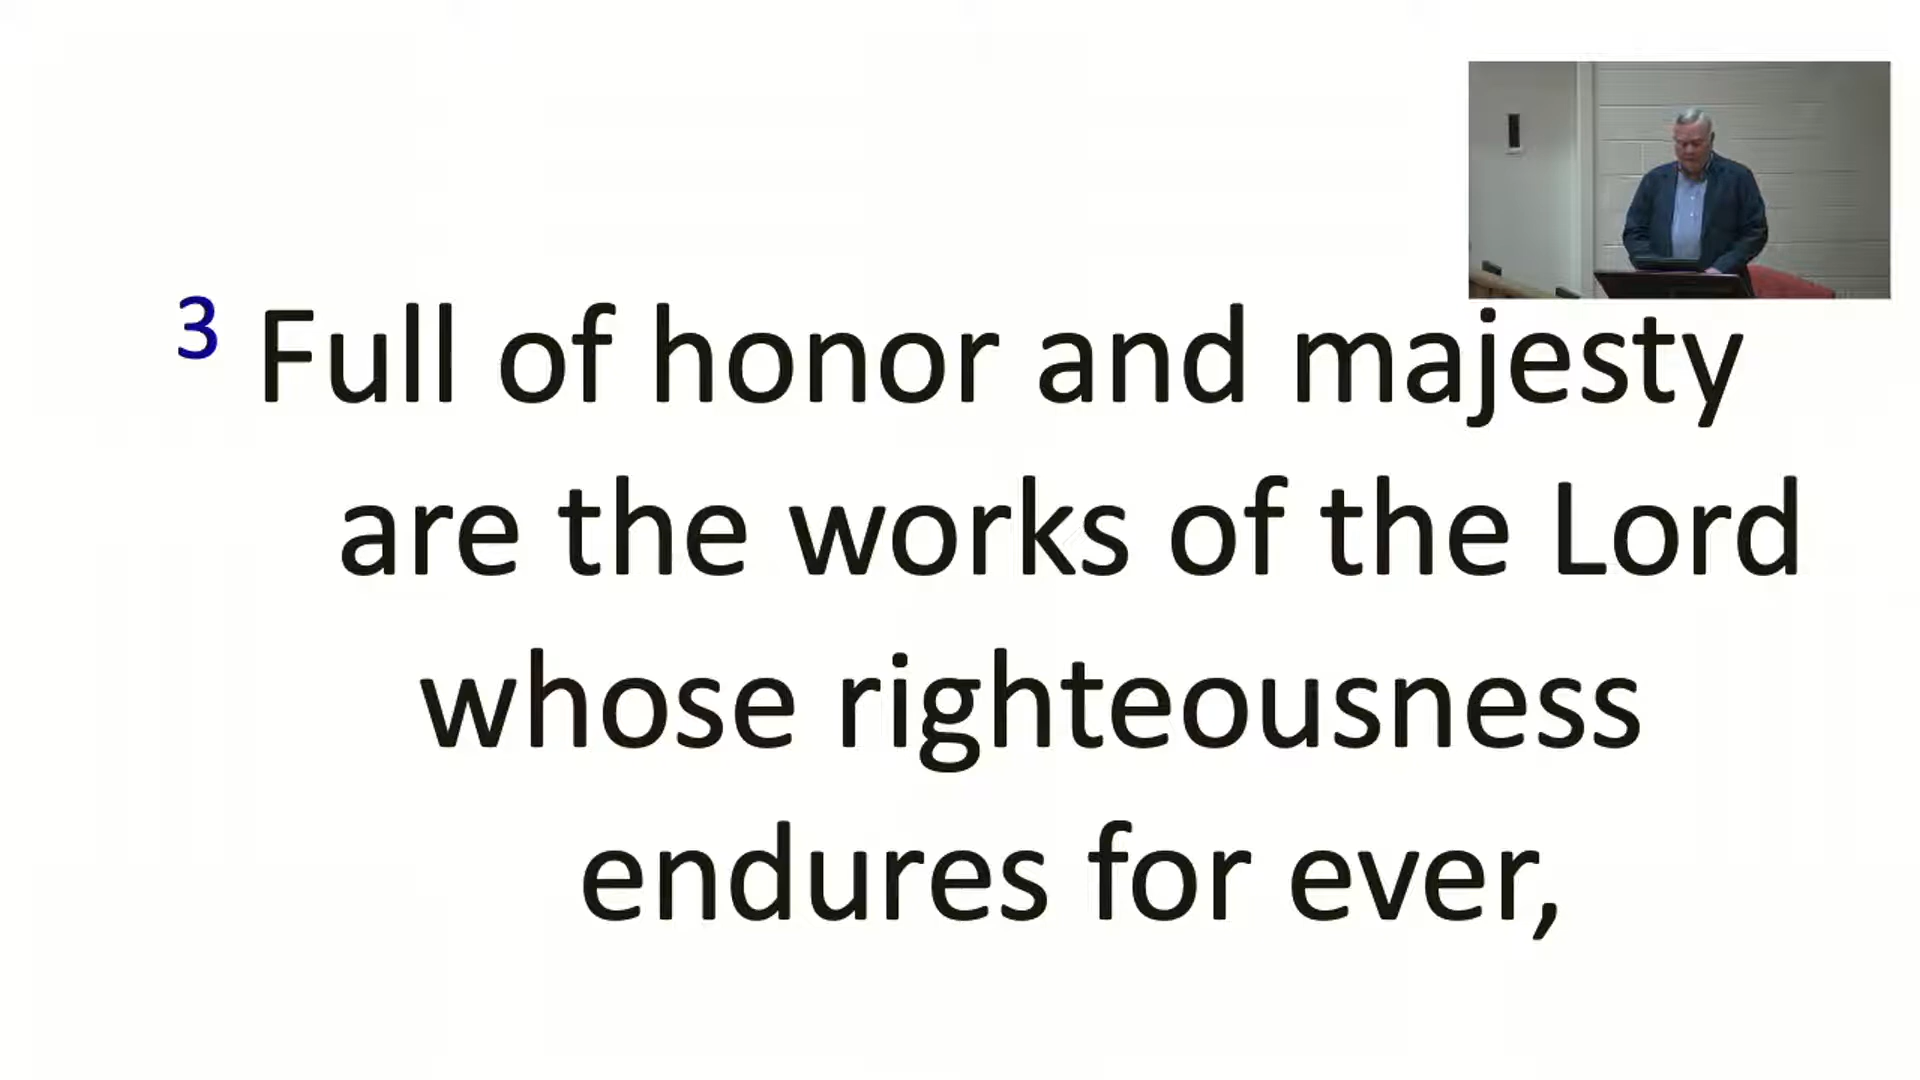 3 Full of honor and majesty
are the works of the Lord
whose righteousness
endures for ever,